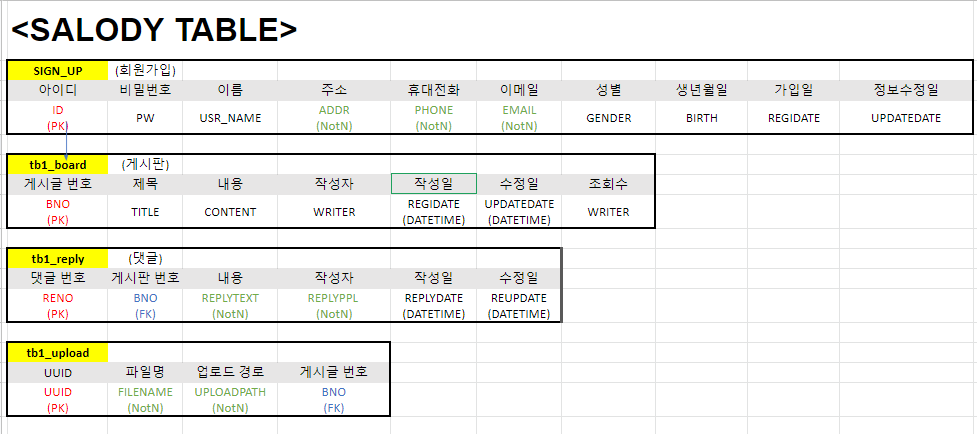 <SALODY TABLE>
SIGN_UP (회원가입)
아이디 비밀번호 이름 주소 휴대전화 이메일 성별 생년월일 가입일 정보수정일
ID PW USR_NAME ADDR PHONE EMAIL GENDER BIRTH REGIDATE UPDATEDATE
(PK) (NotN) (NotN) (NotN)
tb1_board (게시판)
게시글 번호 제목 내용 작성자 작성일 수정일 조회수
BNO TITLE CONTENT WRITER REGIDATE UPDATEDATE WRITER
(PK) (DATETIME) (DATETIME)
tb1_reply (댓글)
댓글 번호 게시판 번호 내용 작성자 작성일 수정일
RENO BNO REPLYTEXT REPLYPPL REPLYDATE REUPDATE
(PK) (FK) (NotN) (NotN) (DATETIME) (DATETIME)
tb1_upload
UUID 파일명 업로드 경로 게시글 번호
UUID FILENAME UPLOADPATH BNO
(PK) (NotN) (NotN) (FK)